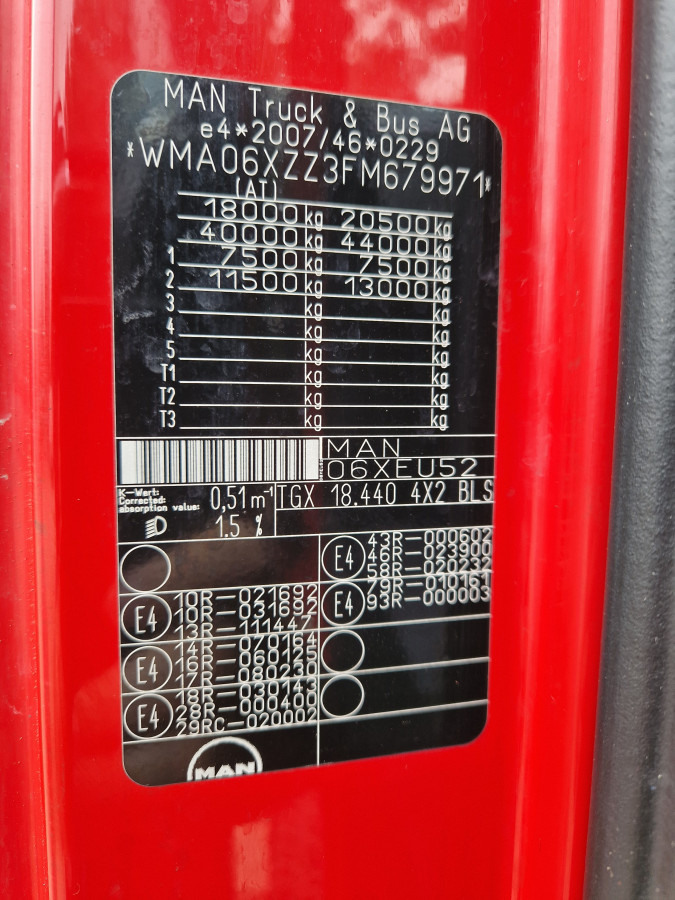 MAN Truck & Bus AG
e4*2007/46*0229
*WMA06XZZ3FM679971*
(AT)
18000 kg 20500 kg
40000 kg 44000 kg
1 7500 kg 7500 kg
2 11500 kg 13000 kg
3 kg kg
4 kg kg
5 kg kg
T1 kg kg
T2 kg kg
T3 kg kg
MAN
06XEU52
K-Wert:
Corrected
absorption value: 0,51 m⁻¹
TGX 18.440 4X2 BLS
1.5 %
E4
43R-000602
46R-023900
58R-020232
E4
79R-010161
93R-000003
E4
10R-021692
10R-031692
13R-111447
E4
14R-070164
16R-060125
17R-080230
E4
18R-030143
28R-000400
29RC-020002
MAN